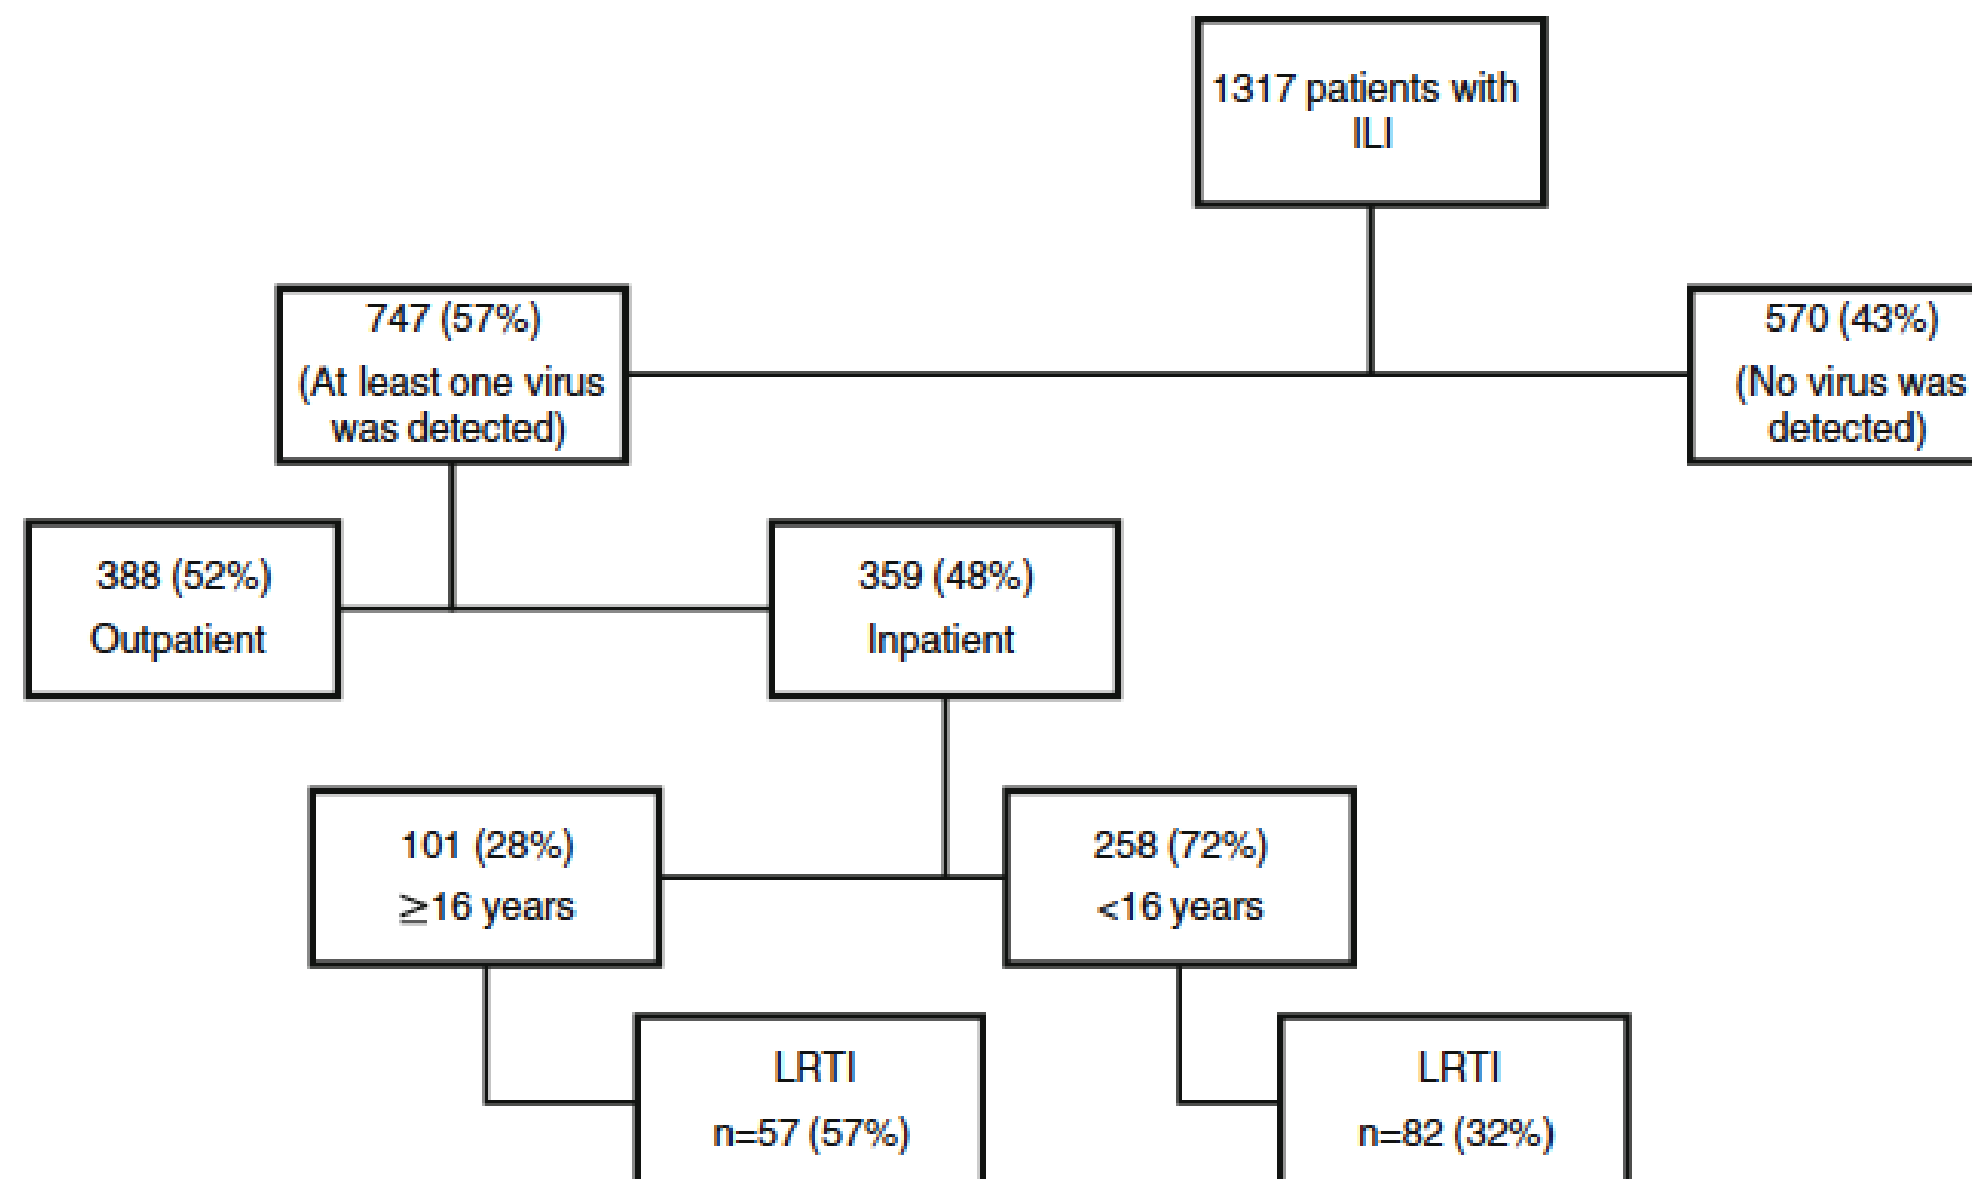 1317 patients with
ILI
747 (57%)
(At least one virus
was detected)
570 (43%)
(No virus was
detected)
388 (52%)
Outpatient
359 (48%)
Inpatient
101 (28%)
≥16 years
258 (72%)
<16 years
LRTI
n=57 (57%)
LRTI
n=82 (32%)